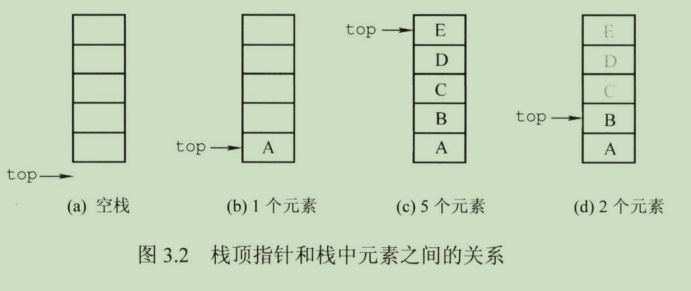 top E E
D D
C C
top B B
top A A A
top
(a) 空栈 (b) 1 个元素 (c) 5 个元素 (d) 2 个元素
图 3.2 栈顶指针和栈中元素之间的关系